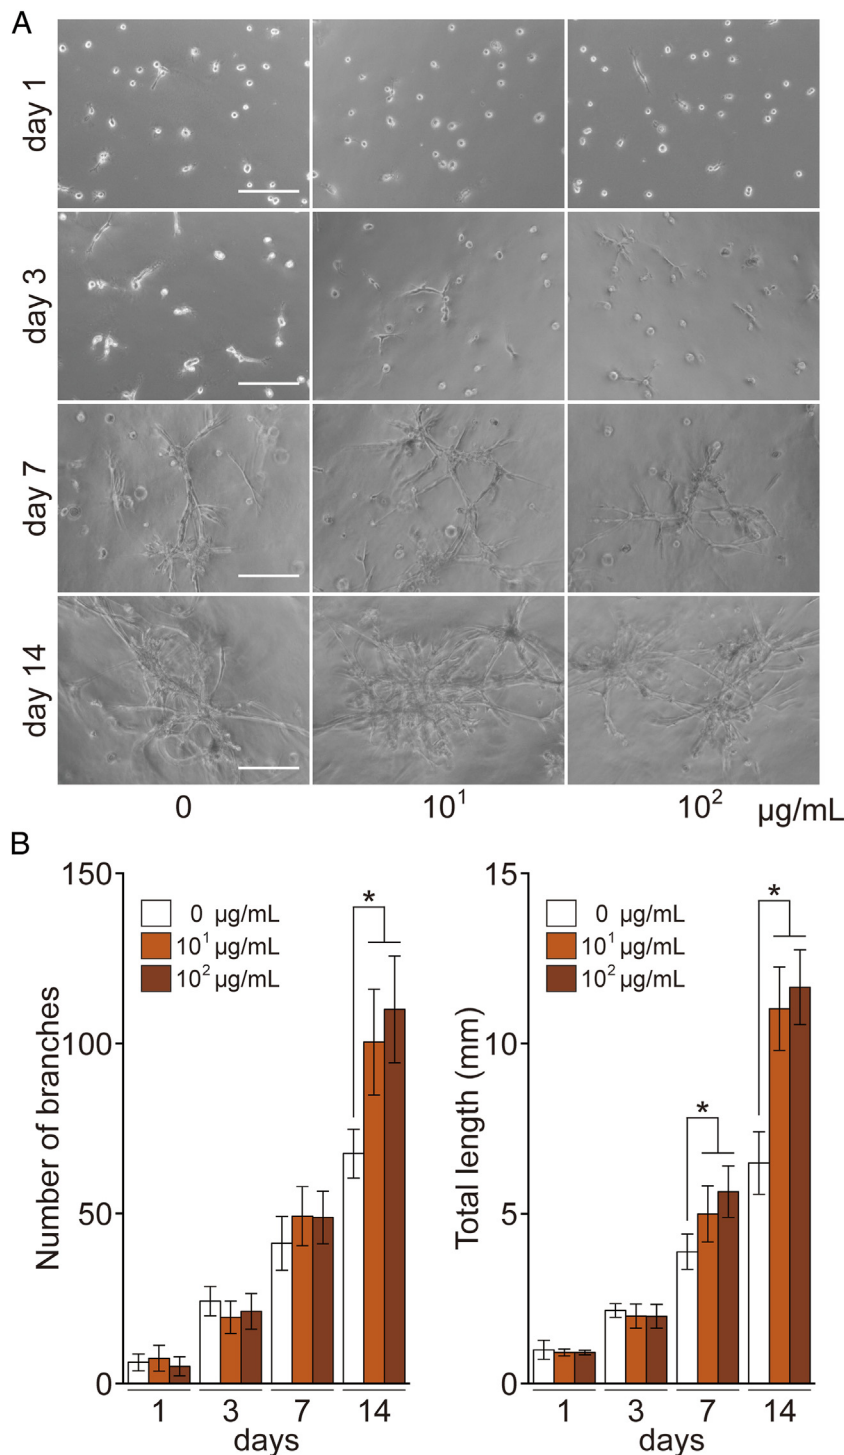 A
day 1
day 3
day 7
day 14
0 10¹ 10² µg/mL
B
150
100
50
0
Number of branches
0 µg/mL
10¹ µg/mL
10² µg/mL
*
1 3 7 14
days
15
10
5
0
Total length (mm)
0 µg/mL
10¹ µg/mL
10² µg/mL
*
*
1 3 7 14
days